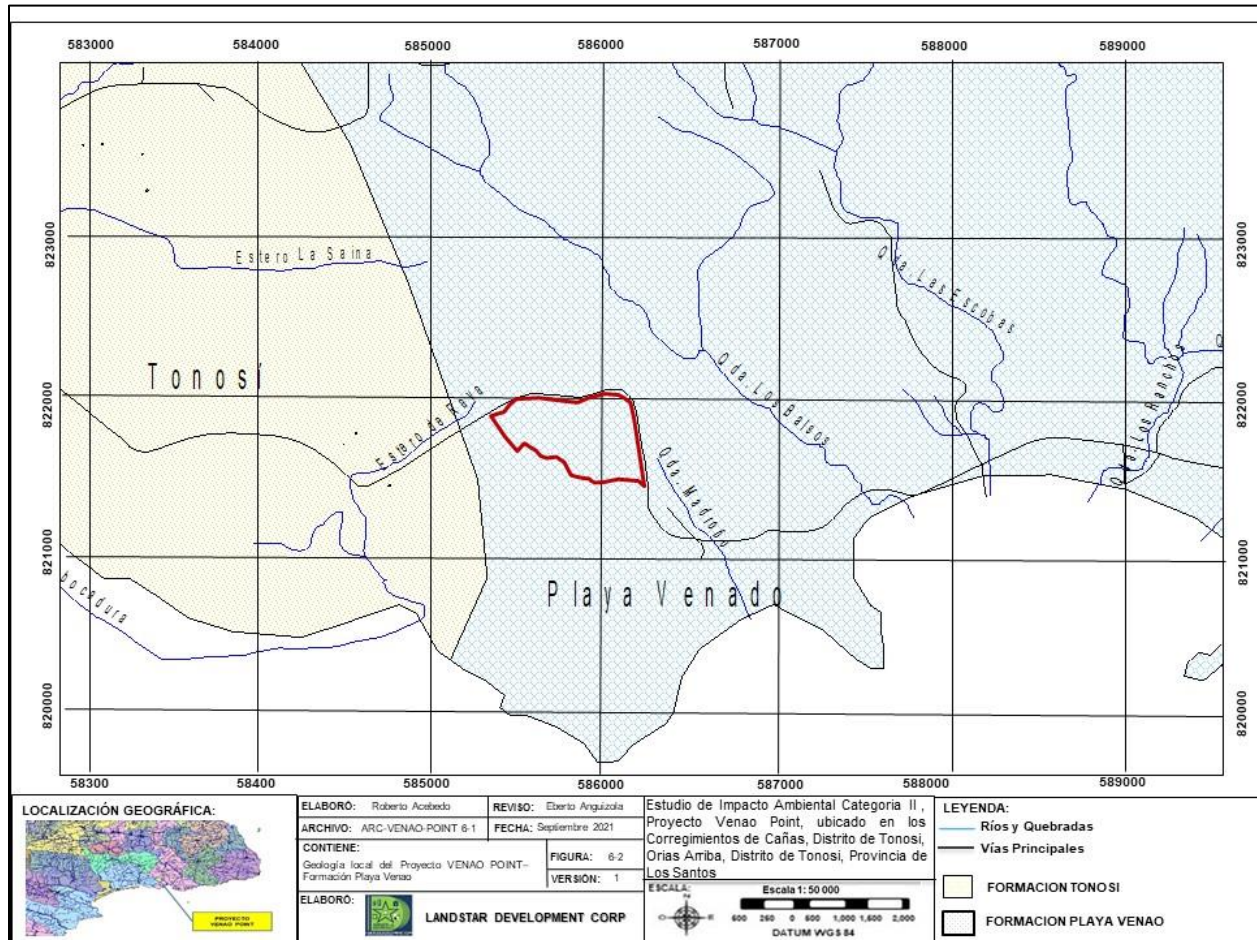 583000 584000 585000 586000 587000 588000 589000
823000
823000
Estero La Saina
Qda. Las Escobas
Tonosí
822000
822000
Estero de Raya
Qda. Los Balsos
Qda. Los Ranchos
Q
Qda. Madroño
821000
821000
bocadura
Playa Venado
820000
820000
583000 584000 585000 586000 587000 588000 589000
LOCALIZACIÓN GEOGRÁFICA:
PROYECTO
VENAO POINT
ELABORÓ: Roberto Acebedo
REVISO: Eberto Anguizola
ARCHIVO: ARC-VENAO-POINT 6-1
FECHA: Septiembre 2021
CONTIENE:
Geología local del Proyecto VENAO POINT–
Formación Playa Venao
FIGURA: 6-2
VERSIÓN: 1
ELABORÓ:
LANDSTAR DEVELOPMENT CORP
Estudio de Impacto Ambiental Categoria II ,
Proyecto Venao Point, ubicado en los
Corregimientos de Cañas, Distrito de Tonosi,
Orias Arriba, Distrito de Tonosi, Provincia de
Los Santos
ESCALA:
N
O E
Escala 1: 50 000
600 250 0 500 1,000 1,500 2,000
DATUM WGS 84
LEYENDA:
Ríos y Quebradas
Vías Principales
FORMACION TONOSI
FORMACION PLAYA VENAO